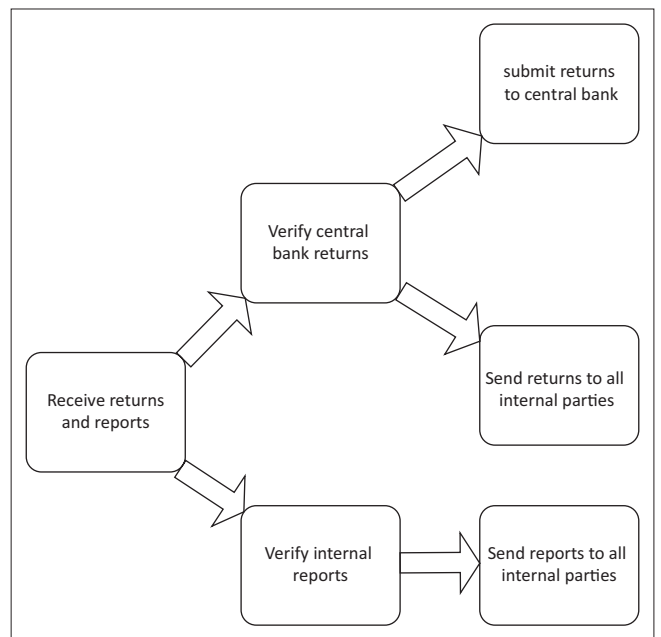 submit returns
to central bank
Verify central
bank returns
Receive returns
and reports
Send returns to all
internal parties
Verify internal
reports
Send reports to all
internal parties